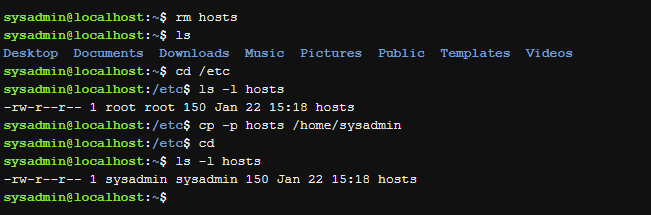 sysadmin@localhost:~$ rm hosts
sysadmin@localhost:~$ ls
Desktop  Documents  Downloads  Music  Pictures  Public  Templates  Videos
sysadmin@localhost:~$ cd /etc
sysadmin@localhost:/etc$ ls -l hosts
-rw-r--r-- 1 root root 150 Jan 22 15:18 hosts
sysadmin@localhost:/etc$ cp -p hosts /home/sysadmin
sysadmin@localhost:/etc$ cd
sysadmin@localhost:~$ ls -l hosts
-rw-r--r-- 1 sysadmin sysadmin 150 Jan 22 15:18 hosts
sysadmin@localhost:~$